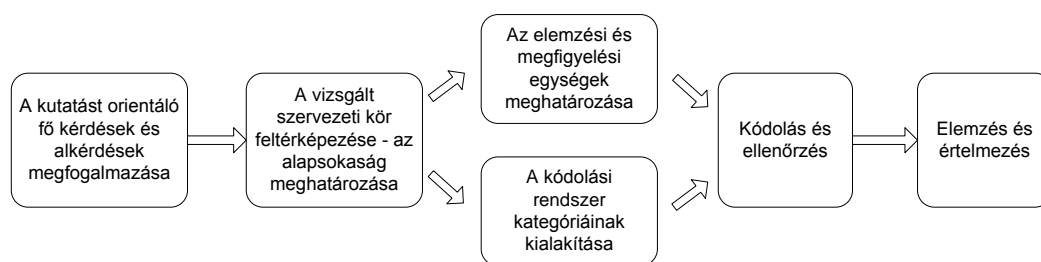 A kutatást orientáló
fő kérdések és
alkérdések
megfogalmazása
A vizsgált
szervezeti kör
feltérképezése - az
alapsokaság
meghatározása
Az elemzési és
megfigyelési
egységek
meghatározása
A kódolási
rendszer
kategóriáinak
kialakítása
Kódolás és
ellenőrzés
Elemzés és
értelmezés